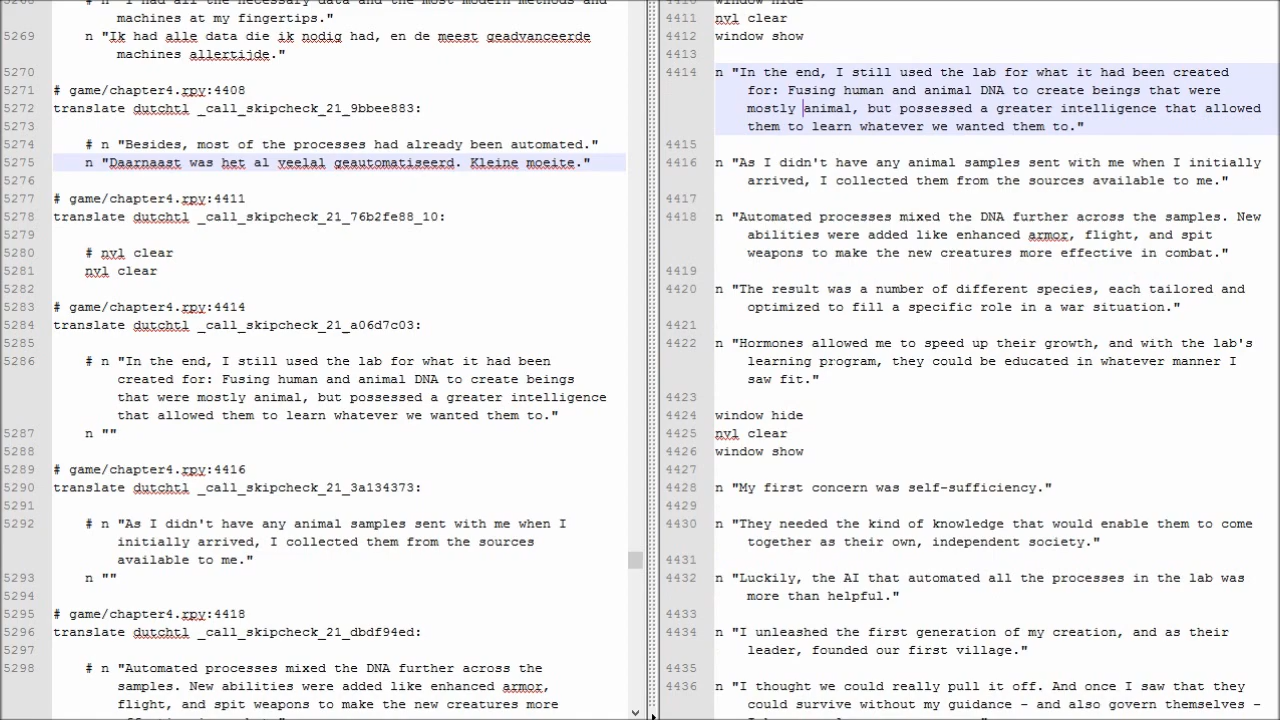 5268 # n "I had all the necessary data and the most modern methods and
machines at my fingertips."
5269 n "Ik had alle data die ik nodig had, en de meest geadvanceerde
machines allertijde."
5270
5271 # game/chapter4.rpy:4408
5272 translate dutchtl _call_skipcheck_21_9bbee883:
5273
5274 # n "Besides, most of the processes had already been automated."
5275 n "Daarnaast was het al veelal geautomatiseerd. Kleine moeite."
5276
5277 # game/chapter4.rpy:4411
5278 translate dutchtl _call_skipcheck_21_76b2fe88_10:
5279
5280 # nvl clear
5281 nvl clear
5282
5283 # game/chapter4.rpy:4414
5284 translate dutchtl _call_skipcheck_21_a06d7c03:
5285
5286 # n "In the end, I still used the lab for what it had been
created for: Fusing human and animal DNA to create beings
that were mostly animal, but possessed a greater intelligence
that allowed them to learn whatever we wanted them to."
5287 n ""
5288
5289 # game/chapter4.rpy:4416
5290 translate dutchtl _call_skipcheck_21_3a134373:
5291
5292 # n "As I didn't have any animal samples sent with me when I
initially arrived, I collected them from the sources
available to me."
5293 n ""
5294
5295 # game/chapter4.rpy:4418
5296 translate dutchtl _call_skipcheck_21_dbdf94ed:
5297
5298 # n "Automated processes mixed the DNA further across the
samples. New abilities were added like enhanced armor,
flight, and spit weapons to make the new creatures more
4410 window hide
4411 nvl clear
4412 window show
4413
4414 n "In the end, I still used the lab for what it had been created
for: Fusing human and animal DNA to create beings that were
mostly animal, but possessed a greater intelligence that allowed
them to learn whatever we wanted them to."
4415
4416 n "As I didn't have any animal samples sent with me when I initially
arrived, I collected them from the sources available to me."
4417
4418 n "Automated processes mixed the DNA further across the samples. New
abilities were added like enhanced armor, flight, and spit
weapons to make the new creatures more effective in combat."
4419
4420 n "The result was a number of different species, each tailored and
optimized to fill a specific role in a war situation."
4421
4422 n "Hormones allowed me to speed up their growth, and with the lab's
learning program, they could be educated in whatever manner I
saw fit."
4423
4424 window hide
4425 nvl clear
4426 window show
4427
4428 n "My first concern was self-sufficiency."
4429
4430 n "They needed the kind of knowledge that would enable them to come
together as their own, independent society."
4431
4432 n "Luckily, the AI that automated all the processes in the lab was
more than helpful."
4433
4434 n "I unleashed the first generation of my creation, and as their
leader, founded our first village."
4435
4436 n "I thought we could really pull it off. And once I saw that they
could survive without my guidance - and also govern themselves -